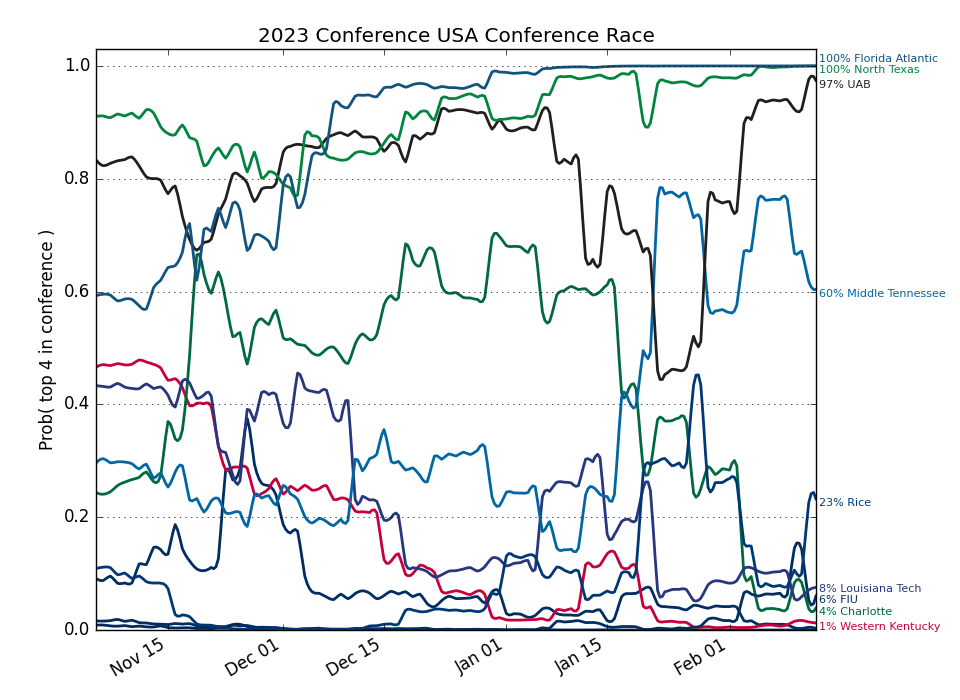 2023 Conference USA Conference Race
Prob( top 4 in conference )
1.0
0.8
0.6
0.4
0.2
0.0
Nov 15
Dec 01
Dec 15
Jan 01
Jan 15
Feb 01
100% Florida Atlantic
100% North Texas
97% UAB
60% Middle Tennessee
23% Rice
8% Louisiana Tech
6% FIU
4% Charlotte
1% Western Kentucky